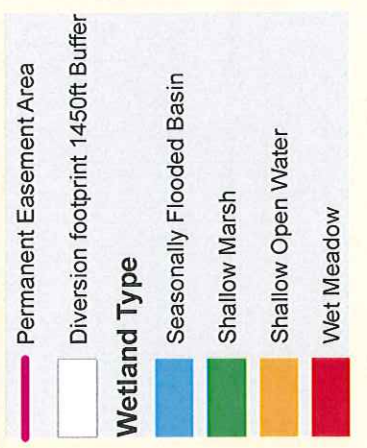 Permanent Easement Area
Diversion footprint 1450ft Buffer
Wetland Type
Seasonally Flooded Basin
Shallow Marsh
Shallow Open Water
Wet Meadow